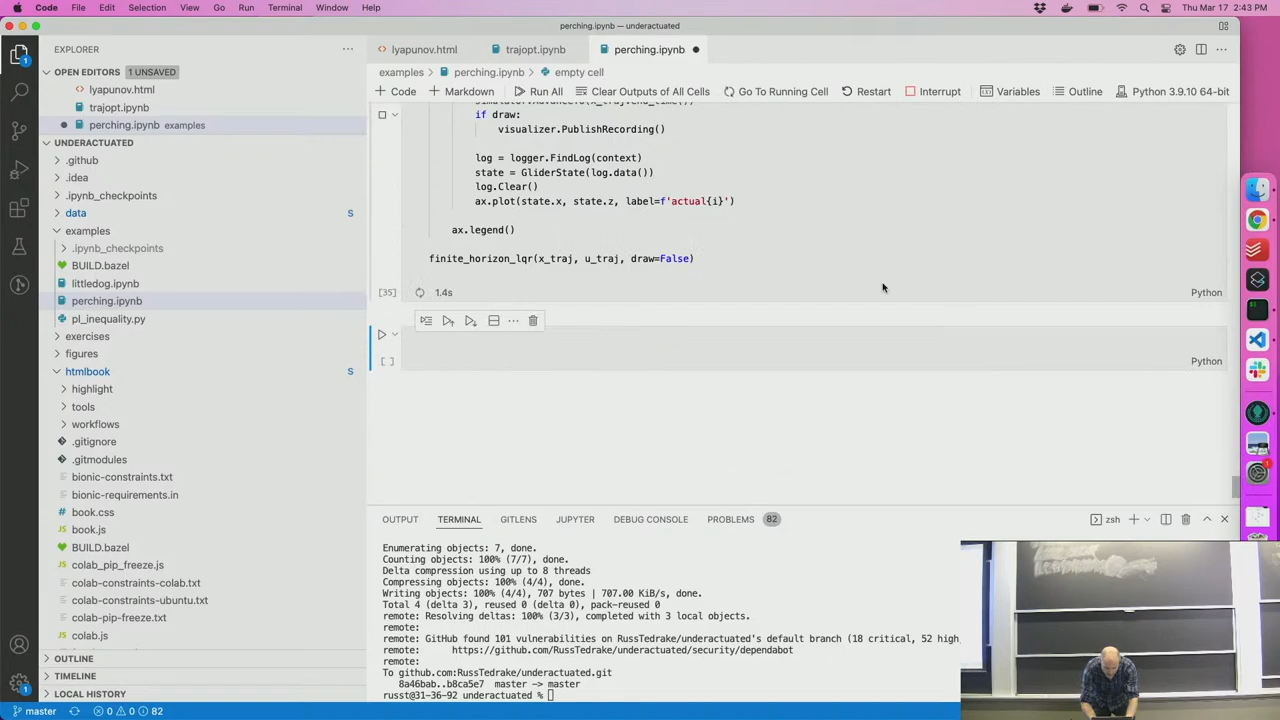 Code File Edit Selection View Go Run Terminal Window Help
Thu Mar 17 2:43 PM
perching.ipynb — underactuated
EXPLORER
lyapunov.html
trajopt.ipynb
perching.ipynb
OPEN EDITORS 1 UNSAVED
lyapunov.html
trajopt.ipynb
perching.ipynb examples
UNDERACTUATED
.github
.idea
.ipynb_checkpoints
data S
examples
.ipynb_checkpoints
BUILD.bazel
littledog.ipynb
perching.ipynb
pl_inequality.py
exercises
figures
htmlbook S
highlight
tools
workflows
.gitignore
.gitmodules
bionic-constraints.txt
bionic-requirements.in
book.css
book.js
BUILD.bazel
colab_pip_freeze.js
colab-constraints-colab.txt
colab-constraints-ubuntu.txt
colab-pip-freeze.txt
colab.js
OUTLINE
TIMELINE
LOCAL HISTORY
examples > perching.ipynb > empty cell
+ Code + Markdown Run All Clear Outputs of All Cells Go To Running Cell Restart Interrupt Variables Outline Python 3.9.10 64-bit
simulator.AdvanceTo(x_traj.end_time())
if draw:
visualizer.PublishRecording()
log = logger.FindLog(context)
state = GliderState(log.data())
log.Clear()
ax.plot(state.x, state.z, label=f'actual{i}')
ax.legend()
finite_horizon_lqr(x_traj, u_traj, draw=False)
[35] 1.4s Python
[ ] Python
OUTPUT TERMINAL GITLENS JUPYTER DEBUG CONSOLE PROBLEMS 82
zsh
Enumerating objects: 7, done.
Counting objects: 100% (7/7), done.
Delta compression using up to 8 threads
Compressing objects: 100% (4/4), done.
Writing objects: 100% (4/4), 707 bytes | 707.00 KiB/s, done.
Total 4 (delta 3), reused 0 (delta 0), pack-reused 0
remote: Resolving deltas: 100% (3/3), completed with 3 local objects.
remote:
remote: GitHub found 101 vulnerabilities on RussTedrake/underactuated's default branch (18 critical, 52 high,
remote: https://github.com/RussTedrake/underactuated/security/dependabot
remote:
To github.com:RussTedrake/underactuated.git
8a46bab..b8ca5e7 master -> master
russt@31-36-92 underactuated %
master 0 0 82